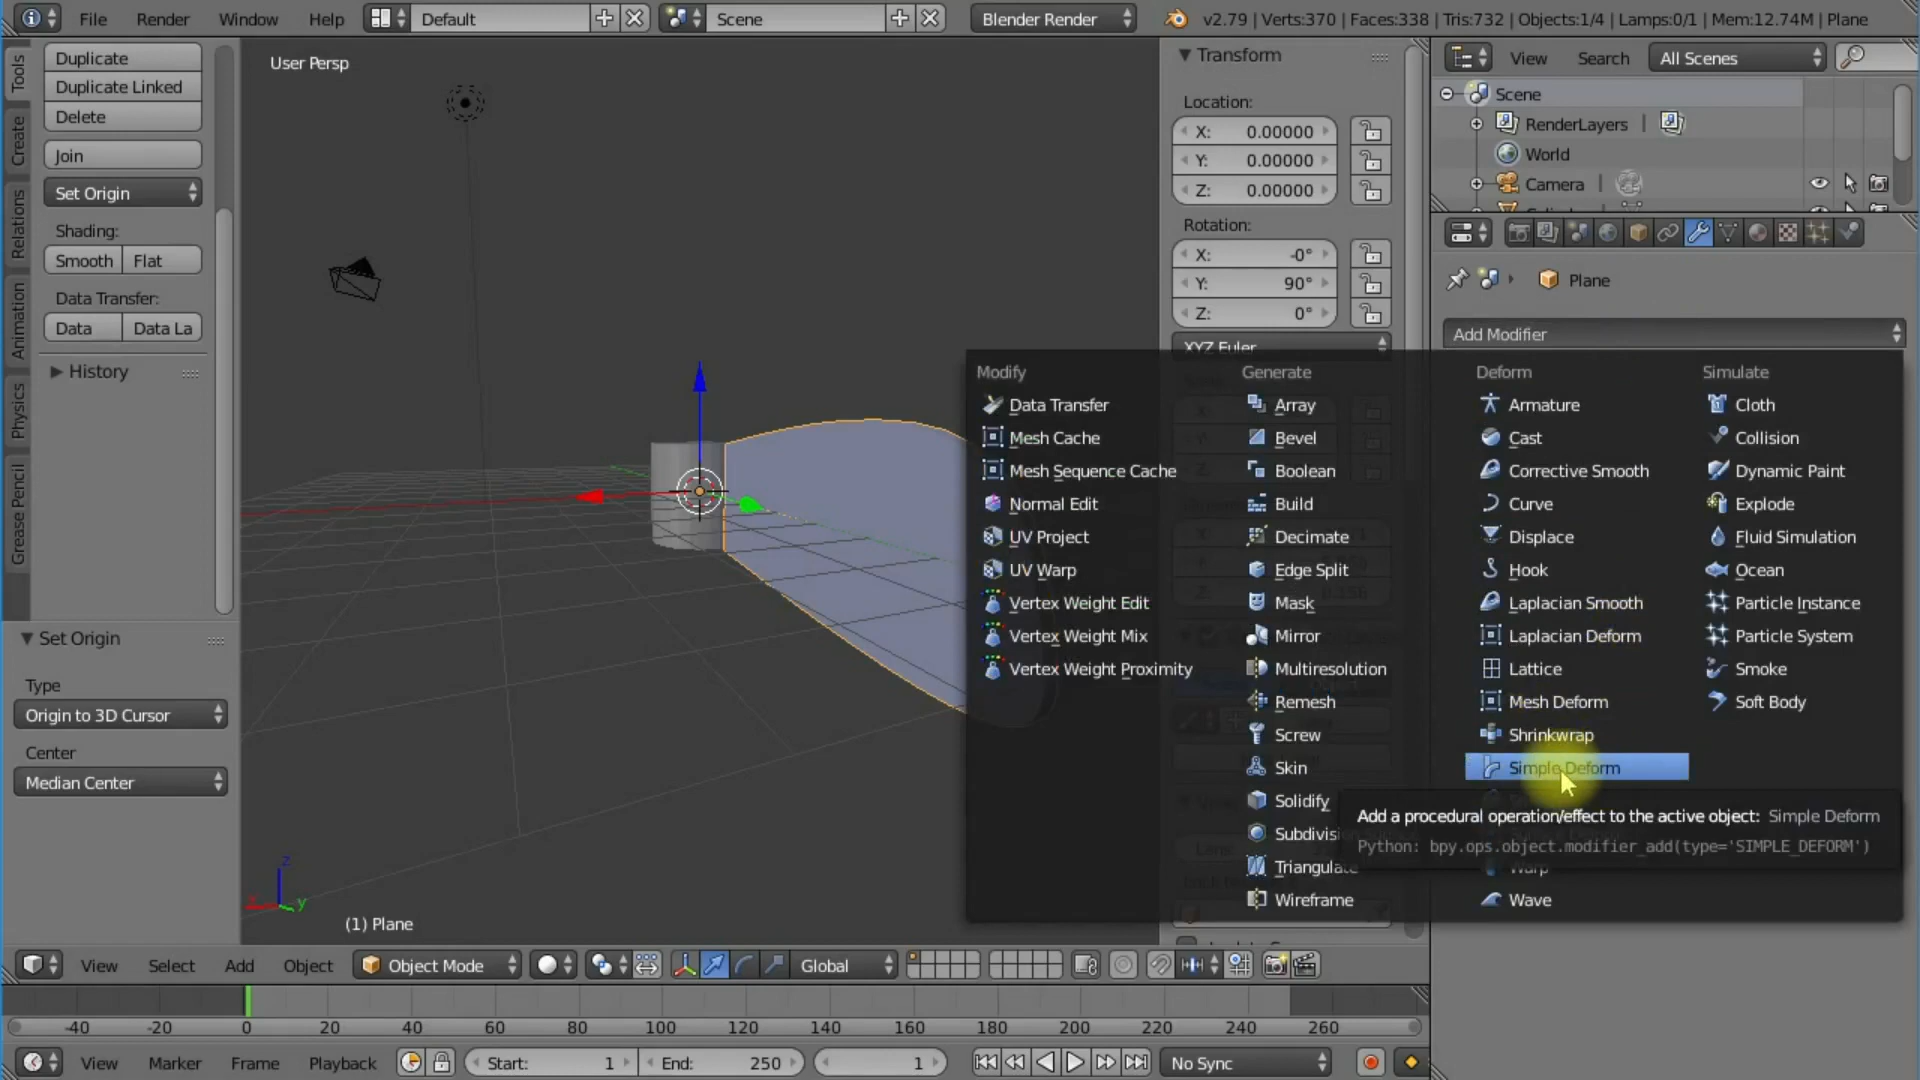 File Render Window Help Default Scene Blender Render v2.79 | Verts:370 | Faces:338 | Tris:732 | Objects:1/4 | Lamps:0/1 | Mem:12.74M | Plane
Tools
Create
Relations
Animation
Physics
Grease Pencil
Duplicate
Duplicate Linked
Delete
Join
Set Origin
Shading:
Smooth Flat
Data Transfer:
Data Data La
History
Set Origin
Type
Origin to 3D Cursor
Center
Median Center
User Persp
(1) Plane
Transform
Location:
X: 0.00000
Y: 0.00000
Z: 0.00000
Rotation:
X: -0°
Y: 90°
Z: 0°
XYZ Euler
View Search All Scenes
Scene
RenderLayers
World
Camera
Plane
Add Modifier
Modify
Data Transfer
Mesh Cache
Mesh Sequence Cache
Normal Edit
UV Project
UV Warp
Vertex Weight Edit
Vertex Weight Mix
Vertex Weight Proximity
Generate
Array
Bevel
Boolean
Build
Decimate
Edge Split
Mask
Mirror
Multiresolution
Remesh
Screw
Skin
Solidify
Subdivis
Triangulate
Wireframe
Deform
Armature
Cast
Corrective Smooth
Curve
Displace
Hook
Laplacian Smooth
Laplacian Deform
Lattice
Mesh Deform
Shrinkwrap
Simple Deform
Warp
Wave
Simulate
Cloth
Collision
Dynamic Paint
Explode
Fluid Simulation
Ocean
Particle Instance
Particle System
Smoke
Soft Body
Add a procedural operation/effect to the active object: Simple Deform
Python: bpy.ops.object.modifier_add(type='SIMPLE_DEFORM')
z
y
View Select Add Object Object Mode Global
-40 -20 0 20 40 60 80 100 120 140 160 180 200 220 240 260
View Marker Frame Playback Start: 1 End: 250 1 No Sync